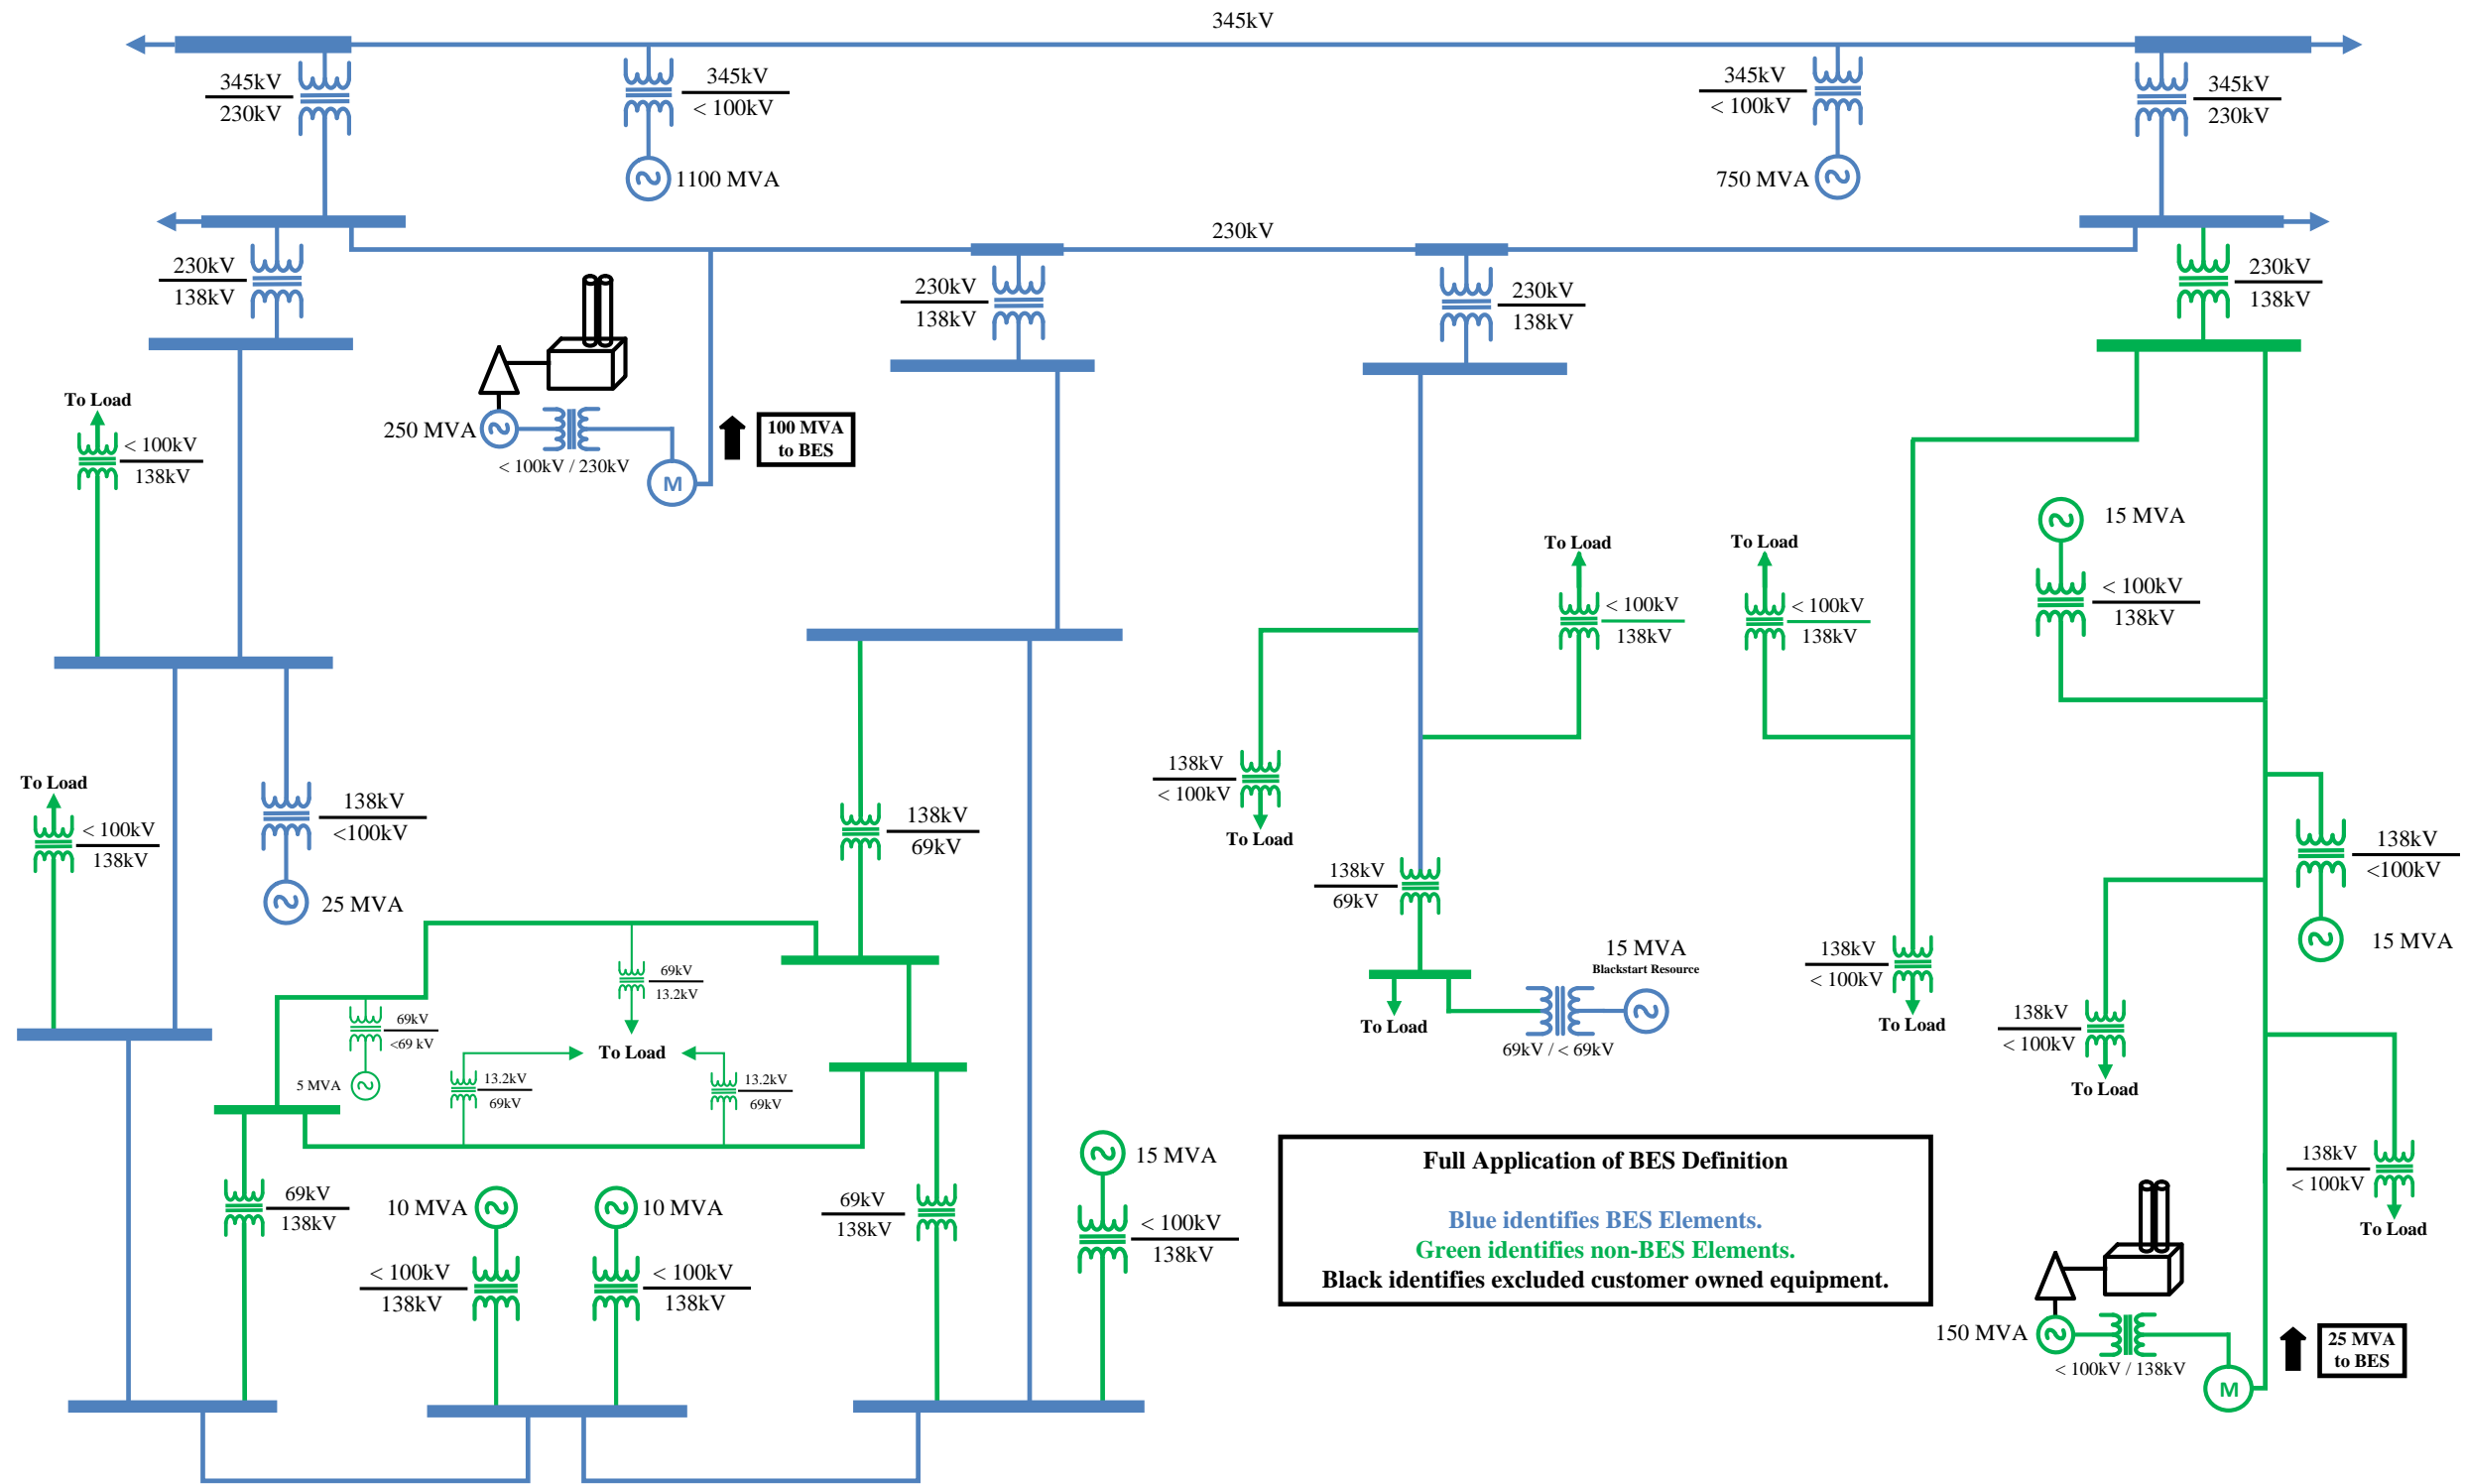 345kV
345kV
230kV
345kV
< 100kV
345kV
< 100kV
345kV
230kV
1100 MVA
750 MVA
230kV
230kV
138kV
230kV
138kV
230kV
138kV
230kV
138kV
To Load
< 100kV
138kV
250 MVA
< 100kV / 230kV
M
100 MVA
to BES
To Load
< 100kV
138kV
To Load
< 100kV
138kV
15 MVA
< 100kV
138kV
To Load
< 100kV
138kV
138kV
<100kV
25 MVA
138kV
69kV
138kV
< 100kV
To Load
138kV
69kV
15 MVA
Blackstart Resource
69kV / < 69kV
To Load
138kV
< 100kV
To Load
138kV
<100kV
15 MVA
138kV
< 100kV
To Load
69kV
13.2kV
69kV
<69 kV
5 MVA
To Load
13.2kV
69kV
13.2kV
69kV
69kV
138kV
10 MVA
< 100kV
138kV
10 MVA
< 100kV
138kV
69kV
138kV
15 MVA
< 100kV
138kV
Full Application of BES Definition
Blue identifies BES Elements.
Green identifies non-BES Elements.
Black identifies excluded customer owned equipment.
138kV
< 100kV
To Load
150 MVA
< 100kV / 138kV
M
25 MVA
to BES